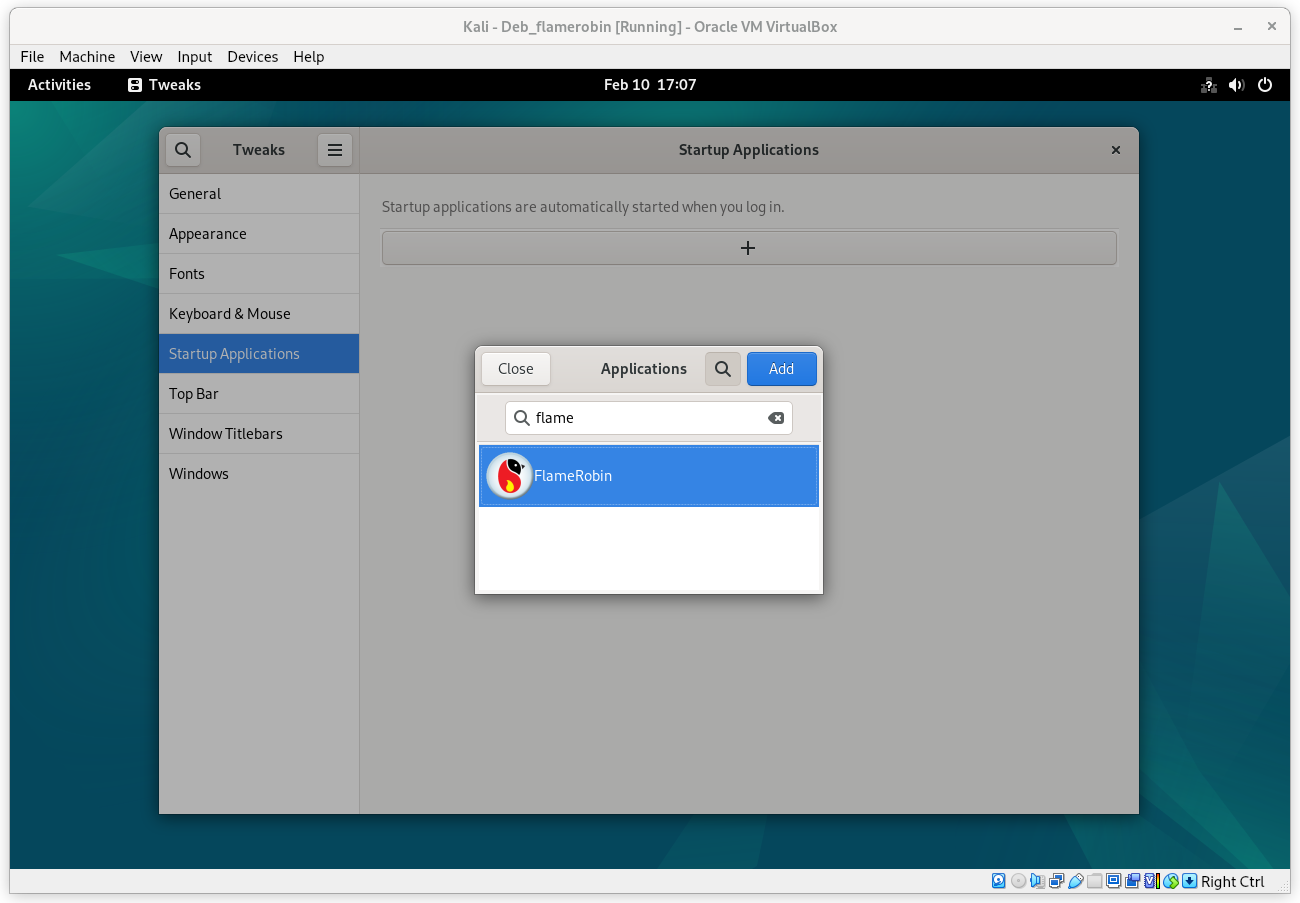 Kali - Deb_flamerobin [Running] - Oracle VM VirtualBox
File Machine View Input Devices Help
Activities Tweaks Feb 10 17:07
Tweaks Startup Applications
General
Startup applications are automatically started when you log in.
Appearance
Fonts
Keyboard & Mouse
Startup Applications
Top Bar
Window Titlebars
Windows
Close Applications Add
flame
FlameRobin
Right Ctrl